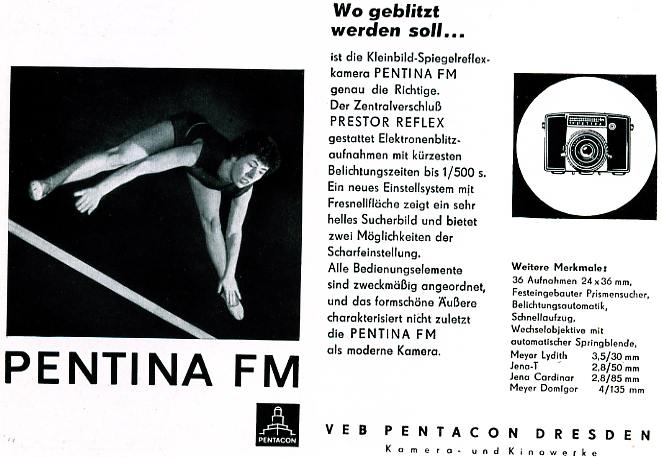 PENTINA FM
PENTACON
Wo geblitzt
werden soll...
ist die Kleinbild-Spiegelreflex-
kamera PENTINA FM
genau die Richtige.
Der Zentralverschluß
PRESTOR REFLEX
gestattet Elektronenblitz-
aufnahmen mit kürzesten
Belichtungszeiten bis 1/500 s.
Ein neues Einstellsystem mit
Fresnellfläche zeigt ein sehr
helles Sucherbild und bietet
zwei Möglichkeiten der
Scharfeinstellung.
Alle Bedienungselemente
sind zweckmäßig angeordnet,
und das formschöne Äußere
charakterisiert nicht zuletzt
die PENTINA FM
als moderne Kamera.
Weitere Merkmale:
36 Aufnahmen 24 x 36 mm,
Festeingebauter Prismensucher,
Belichtungsautomatik,
Schnellaufzug,
Wechselobjektive mit
automatischer Springblende,
Meyer Lydith 3,5/30 mm
Jena-T 2,8/50 mm
Jena Cardinar 2,8/85 mm
Meyer Domigor 4/135 mm
VEB PENTACON DRESDEN
Kamera- und Kinowerke